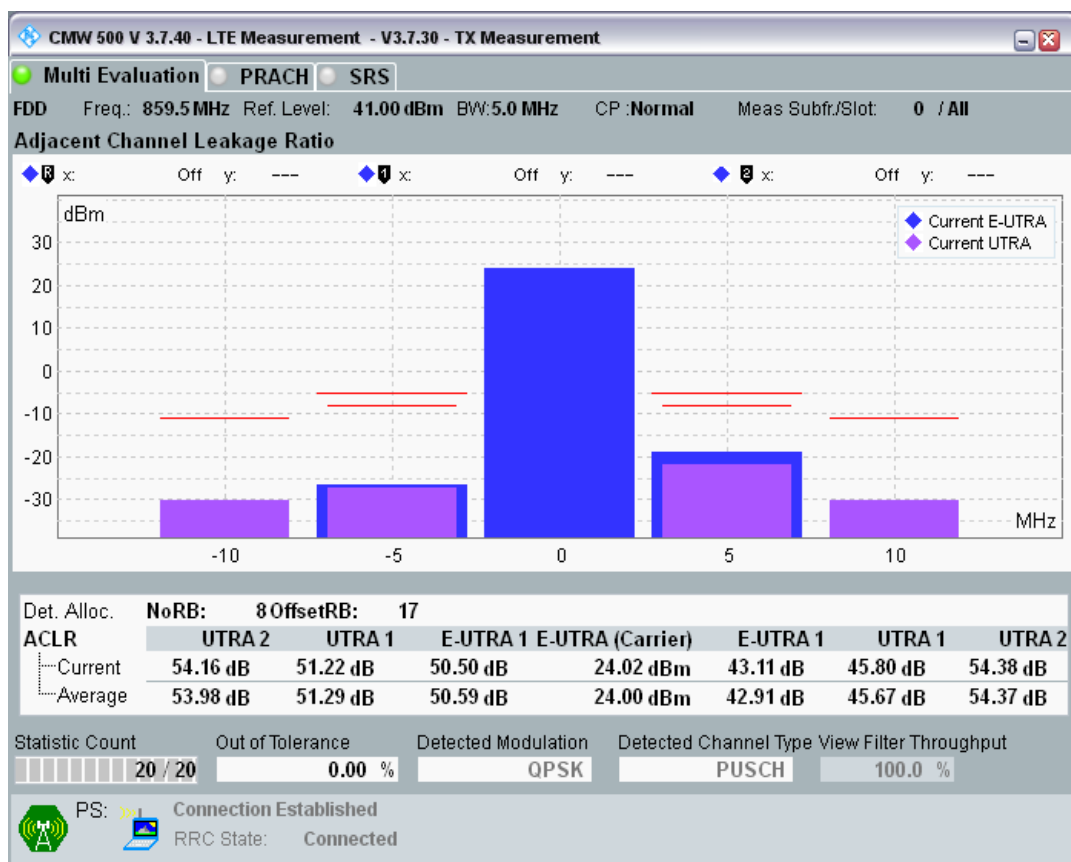 CMW 500 V 3.7.40 - LTE Measurement - V3.7.30 - TX Measurement
Multi Evaluation PRACH SRS
FDD Freq.: 859.5 MHz Ref. Level: 41.00 dBm BW:5.0 MHz CP :Normal Meas Subfr./Slot: 0 / All
Adjacent Channel Leakage Ratio
R x: Off y: --- 1 x: Off y: --- 2 x: Off y: ---
dBm
Current E-UTRA
Current UTRA
30
20
10
0
-10
-20
-30
MHz
-10 -5 0 5 10
Det. Alloc. NoRB: 8 OffsetRB: 17
ACLR UTRA 2 UTRA 1 E-UTRA 1 E-UTRA (Carrier) E-UTRA 1 UTRA 1 UTRA 2
Current 54.16 dB 51.22 dB 50.50 dB 24.02 dBm 43.11 dB 45.80 dB 54.38 dB
Average 53.98 dB 51.29 dB 50.59 dB 24.00 dBm 42.91 dB 45.67 dB 54.37 dB
Statistic Count Out of Tolerance Detected Modulation Detected Channel Type View Filter Throughput
20 / 20 0.00 % QPSK PUSCH 100.0 %
PS: Connection Established
RRC State: Connected